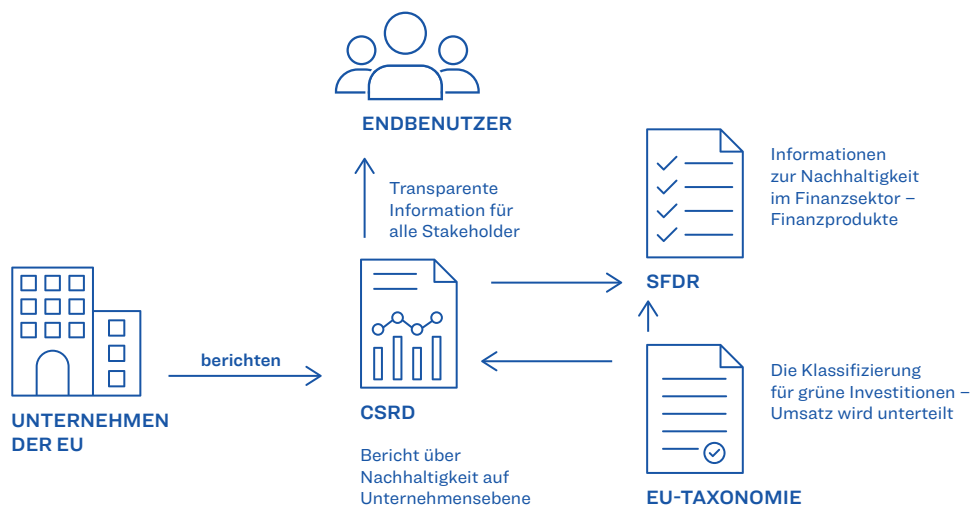 ENDBENUTZER
Transparente
Information für
alle Stakeholder
Informationen
zur Nachhaltigkeit
im Finanzsektor –
Finanzprodukte
SFDR
berichten
UNTERNEHMEN
DER EU
CSRD
Bericht über
Nachhaltigkeit auf
Unternehmensebene
Die Klassifizierung
für grüne Investitionen –
Umsatz wird unterteilt
EU-TAXONOMIE